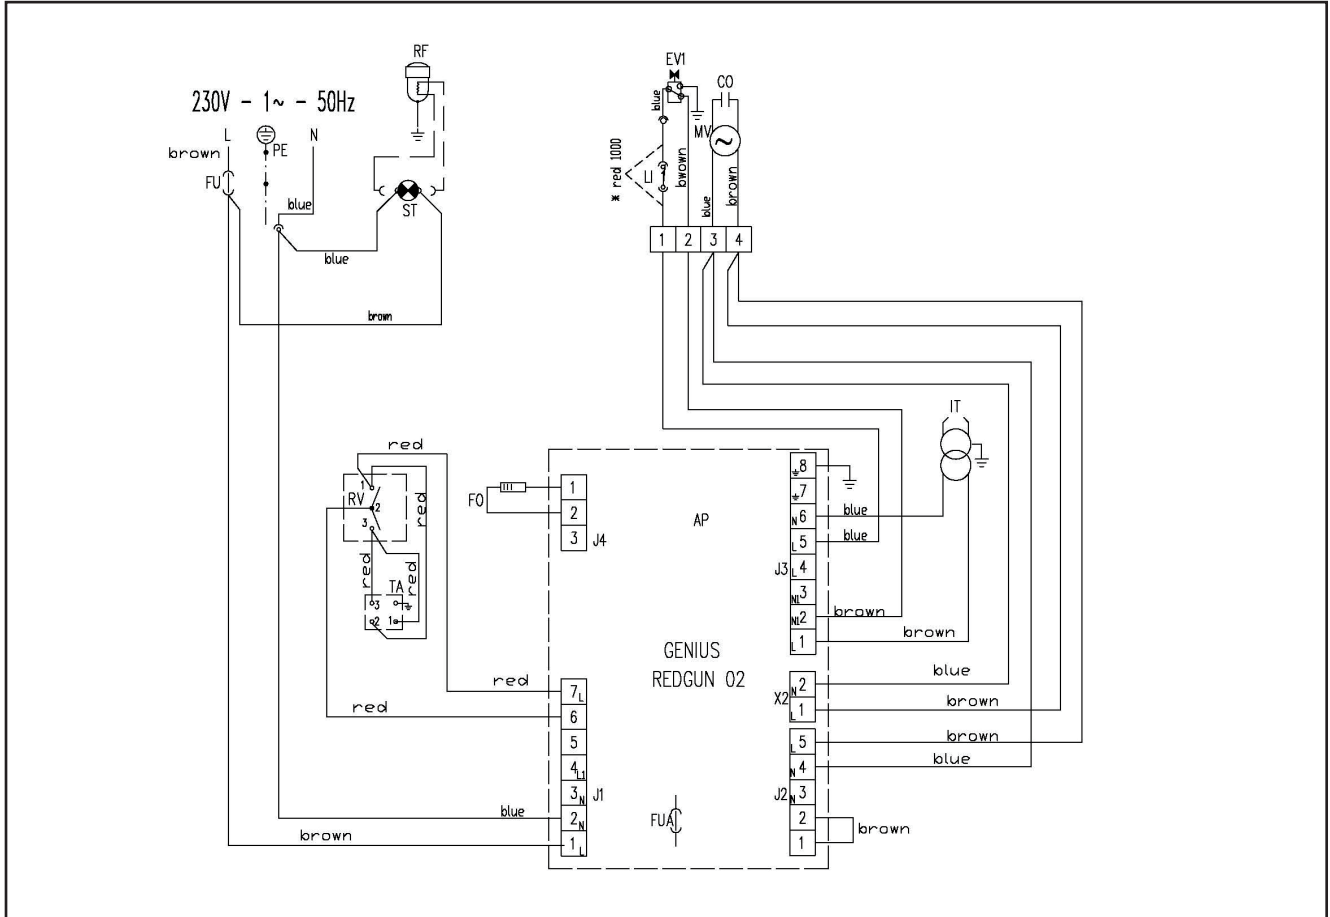 RF
230V - 1~ - 50Hz
L
PE
N
brown
FU
blue
ST
blue
brown
EV1
CO
blue
MV
* red 1000
LI
bwown
blue
brown
1 2 3 4
IT
red
1
RV
2
3
red
red
red
TA
3
2 1
FO
1
2
3
J4
AP
8
7
N 6
blue
L 5
blue
J3
L 4
N1 3
N1 2
brown
L 1
brown
GENIUS
REDGUN 02
X2
N 2
blue
L 1
brown
L 5
brown
N 4
blue
J2
N 3
2
1
brown
red
7 L
red
6
5
4 L1
3 N
J1
blue
2 N
brown
1 L
FUA